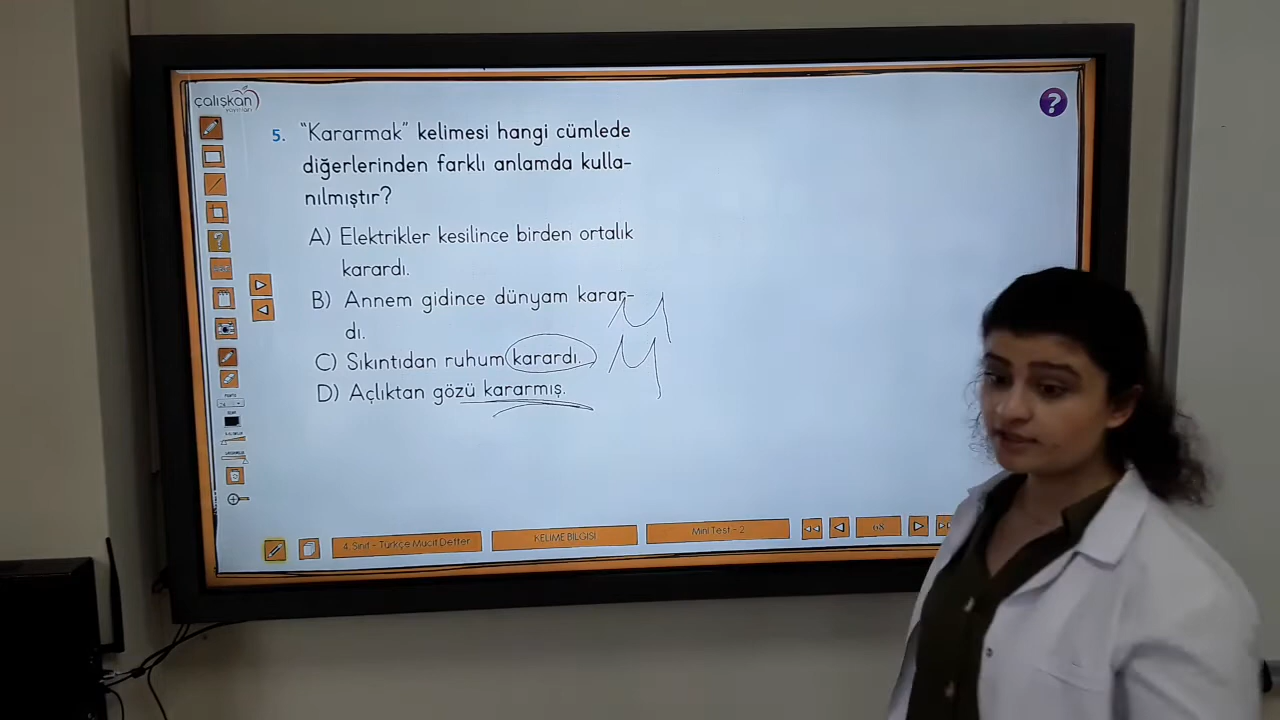 çalışkan
yayınları
?
5. "Kararmak" kelimesi hangi cümlede
diğerlerinden farklı anlamda kulla-
nılmıştır?
A) Elektrikler kesilince birden ortalık
karardı.
B) Annem gidince dünyam karar-
dı.
M
C) Sıkıntıdan ruhum karardı.
M
D) Açlıktan gözü kararmış.
4. Sınıf - Türkçe Mucit Defter
KELİME BİLGİSİ
Mini Test - 2
68